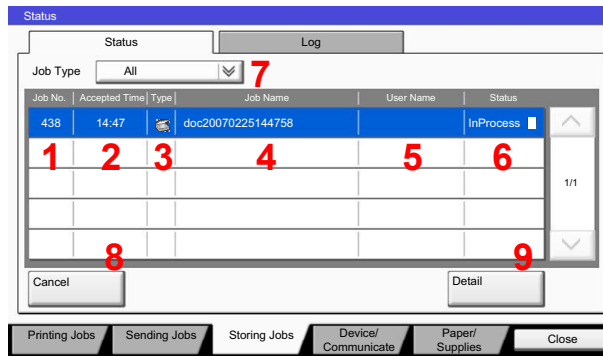 Status
Status Log
Job Type All 7
Job No. Accepted Time Type Job Name User Name Status
438 14:47 doc20070225144758 InProcess
1 2 3 4 5 6
1/1
8 9
Cancel Detail
Printing Jobs Sending Jobs Storing Jobs Device/ Paper/ Close
Communicate Supplies